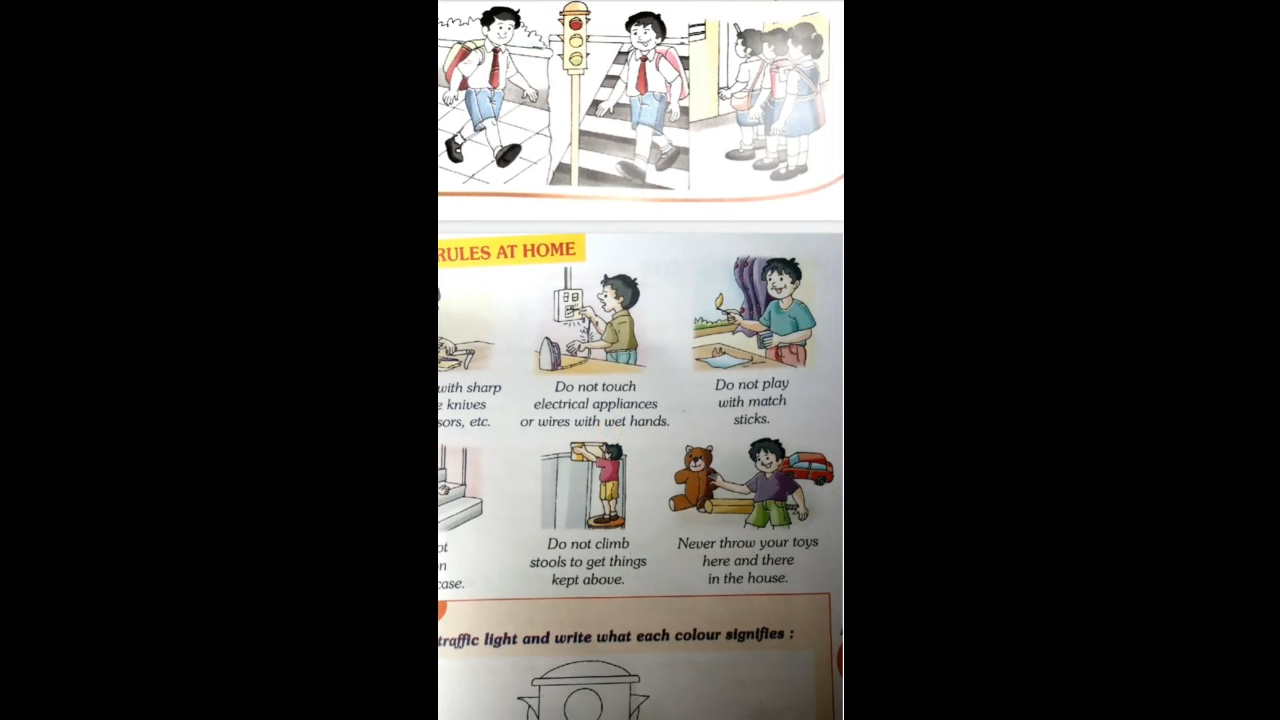 RULES AT HOME
with sharp
knives
etc.
Do not touch
electrical appliances
or wires with wet hands.
Do not play
with match
sticks.
Do not climb
stools to get things
kept above.
Never throw your toys
here and there
in the house.
traffic light and write what each colour signifies :